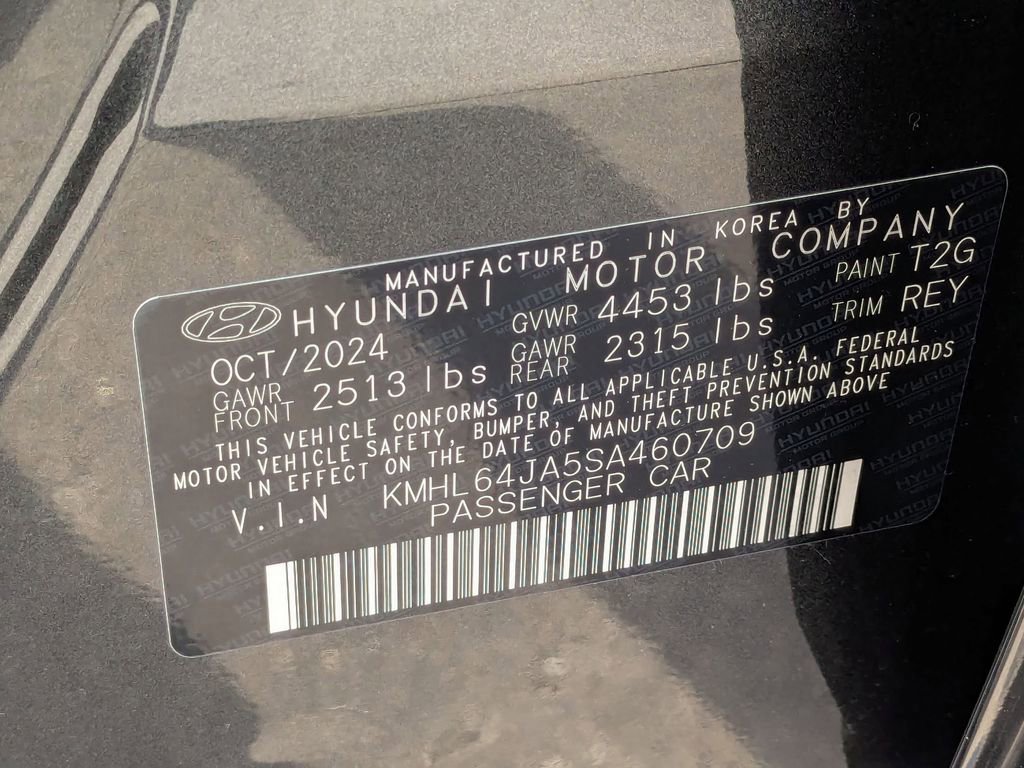 MANUFACTURED IN KOREA BY
HYUNDAI MOTOR COMPANY
OCT/2024 GVWR 4453 lbs PAINT T2G
GAWR FRONT 2513 lbs GAWR REAR 2315 lbs TRIM REY
THIS VEHICLE CONFORMS TO ALL APPLICABLE U.S.A. FEDERAL
MOTOR VEHICLE SAFETY, BUMPER, AND THEFT PREVENTION STANDARDS
IN EFFECT ON THE DATE OF MANUFACTURE SHOWN ABOVE
V.I.N KMHL64JA5SA460709
PASSENGER CAR